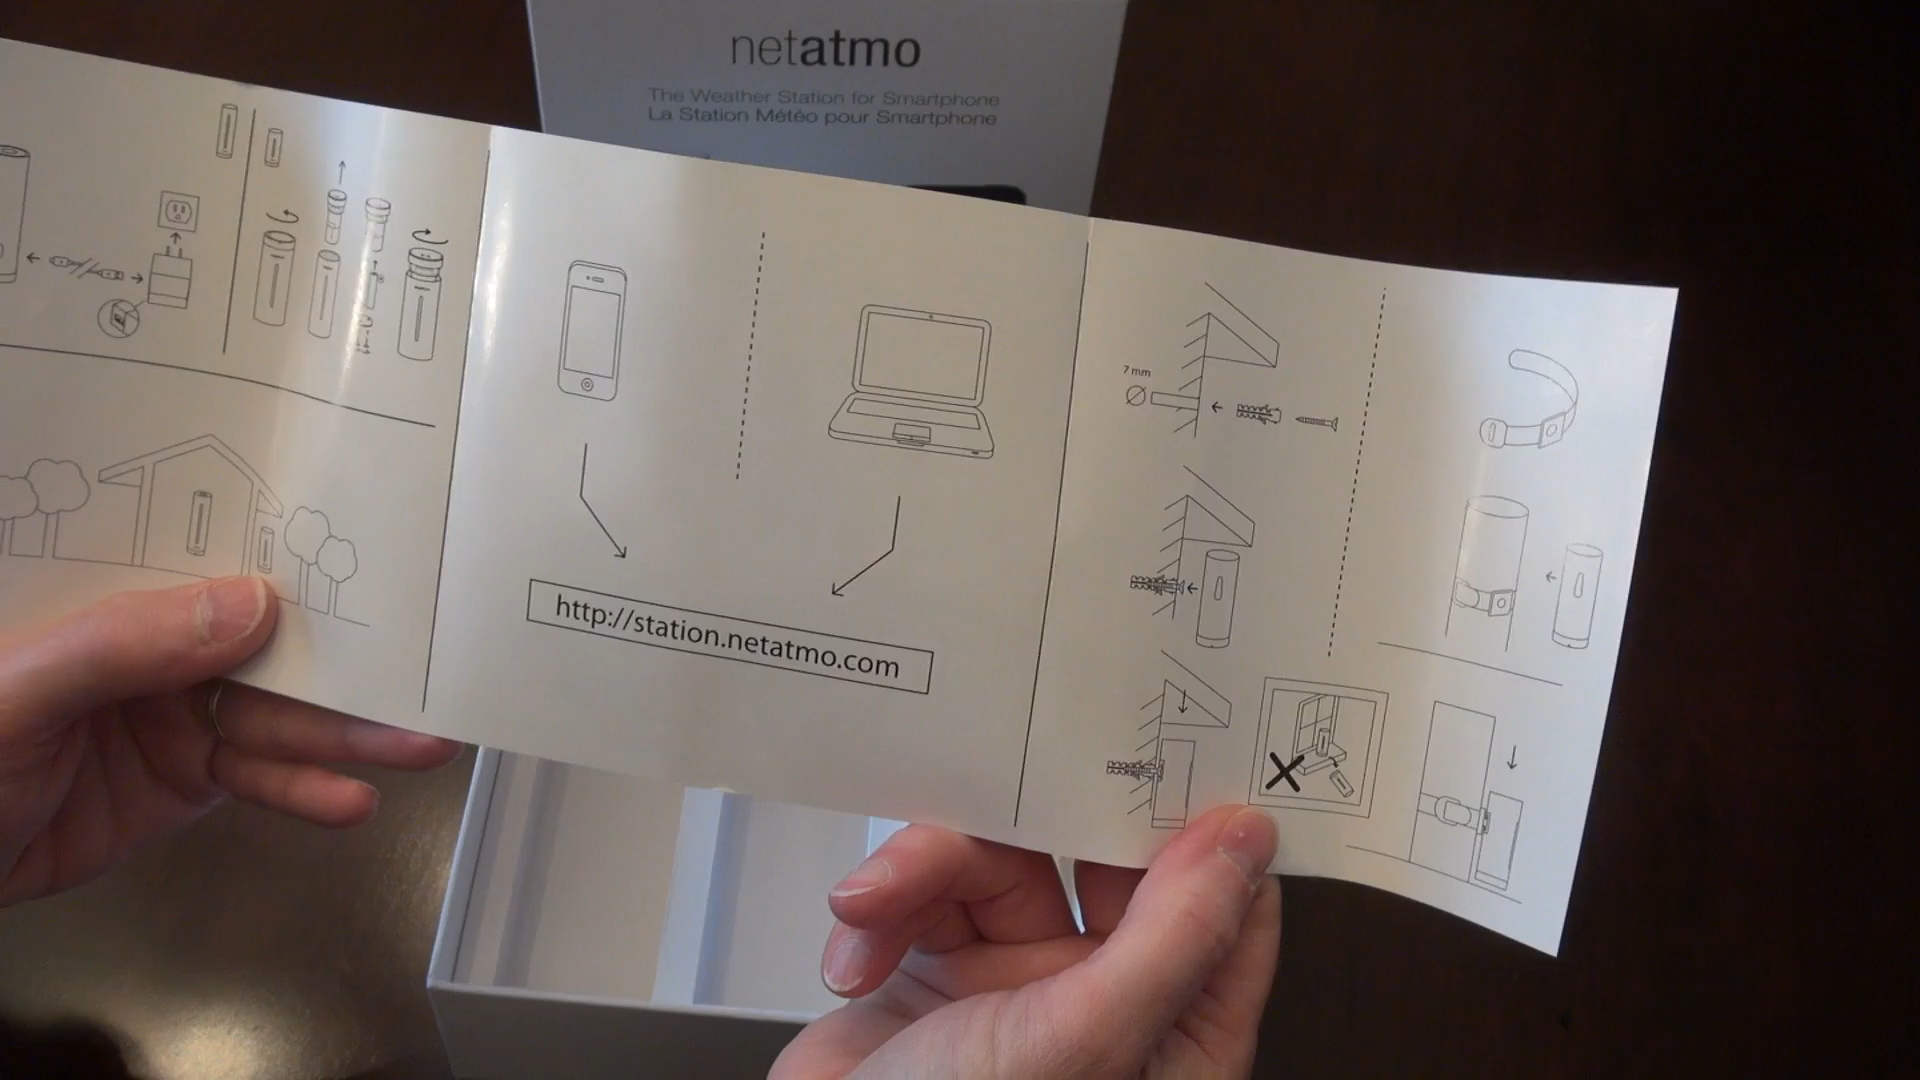 netatmo
The Weather Station for Smartphone
La Station Météo pour Smartphone
7 mm
http://station.netatmo.com